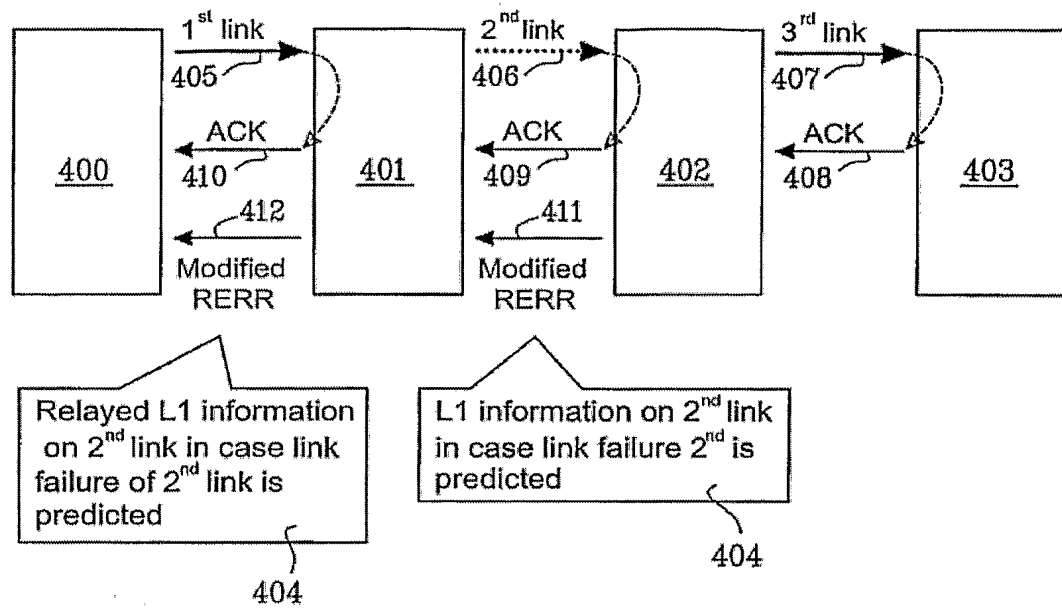 1st link
2nd link
3rd link
405
406
407
ACK
ACK
ACK
400
410
401
409
402
408
403
412
411
Modified
RERR
Modified
RERR
Relayed L1 information
on 2nd link in case link
failure of 2nd link is
predicted
L1 information on 2nd link
in case link failure 2nd is
predicted
404
404